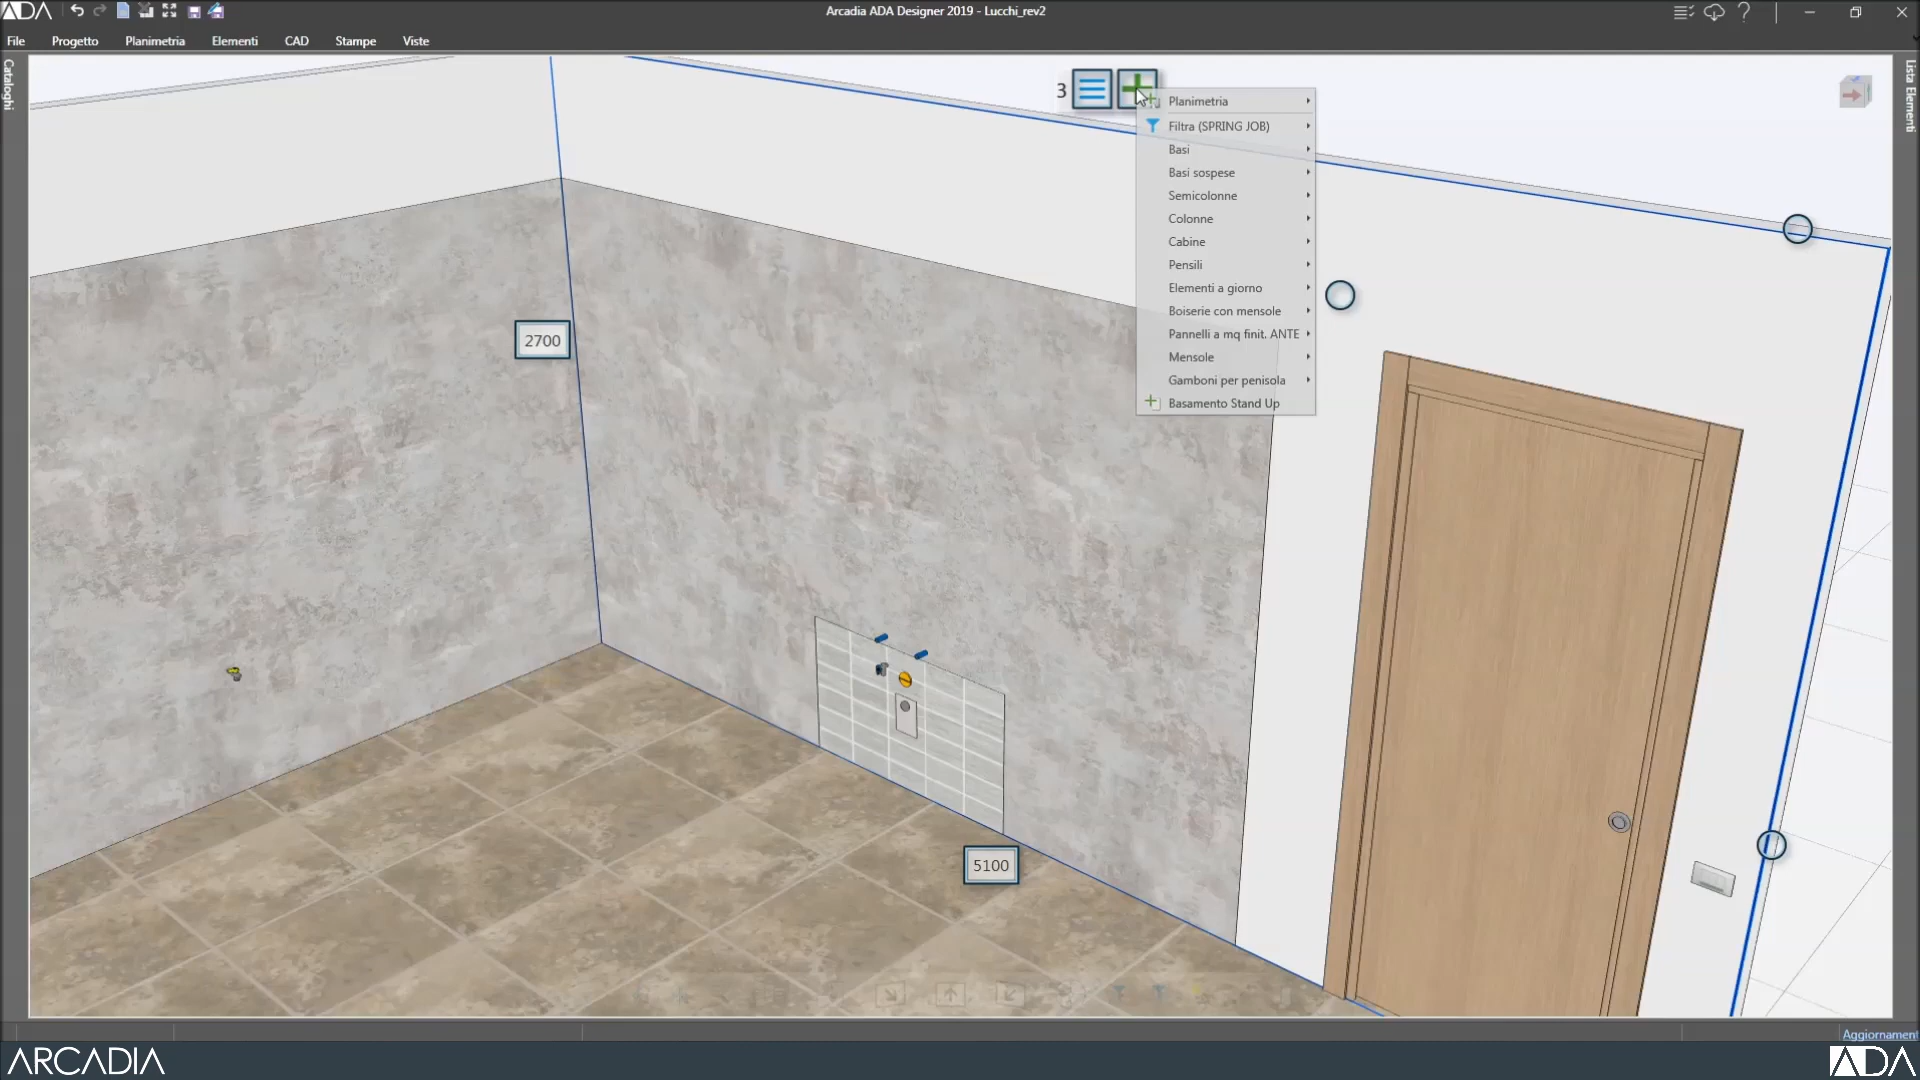 ADA
Arcadia ADA Designer 2019 - Lucchi_rev2
File Progetto Planimetria Elementi CAD Stampe Viste
Cataloghi
Lista Elementi
3
Planimetria
Filtra (SPRING JOB)
Basi
Basi sospese
Semicolonne
Colonne
Cabine
Pensili
Elementi a giorno
Boiserie con mensole
Pannelli a mq finit. ANTE
Mensole
Gamboni per penisola
Basamento Stand Up
2700
5100
Aggiornament
ARCADIA
ADA